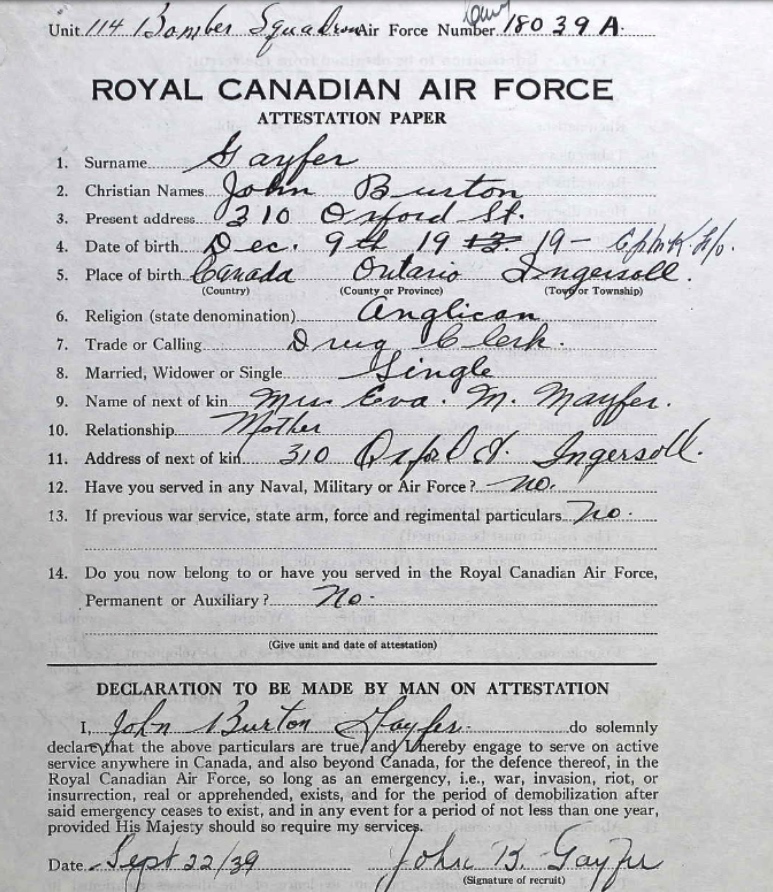 Unit 114 Bomber Squadron Air Force Number 18039 A.
ROYAL CANADIAN AIR FORCE
ATTESTATION PAPER
1. Surname Gayfer
2. Christian Names John Burton
3. Present address 310 Oxford St.
4. Date of birth Dec. 9th 19 13 19 –
5. Place of birth Canada Ontario Ingersoll.
(Country) (County or Province) (Town or Township)
6. Religion (state denomination) Anglican
7. Trade or Calling Drug Clerk.
8. Married, Widower or Single Single
9. Name of next of kin Mrs Eva. M. Mayfer.
10. Relationship Mother
11. Address of next of kin 310 Oxford St. Ingersoll.
12. Have you served in any Naval, Military or Air Force? no.
13. If previous war service, state arm, force and regimental particulars no.
14. Do you now belong to or have you served in the Royal Canadian Air Force,
Permanent or Auxiliary? No.
(Give unit and date of attestation)
DECLARATION TO BE MADE BY MAN ON ATTESTATION
I, John Burton Gayfer do solemnly
declare that the above particulars are true, and I hereby engage to serve on active
service anywhere in Canada, and also beyond Canada, for the defence thereof, in the
Royal Canadian Air Force, so long as an emergency, i.e., war, invasion, riot, or
insurrection, real or apprehended, exists, and for the period of demobilization after
said emergency ceases to exist, and in any event for a period of not less than one year,
provided His Majesty should so require my services.
Date Sept 22/39 John B. Gayfer
(Signature of recruit)